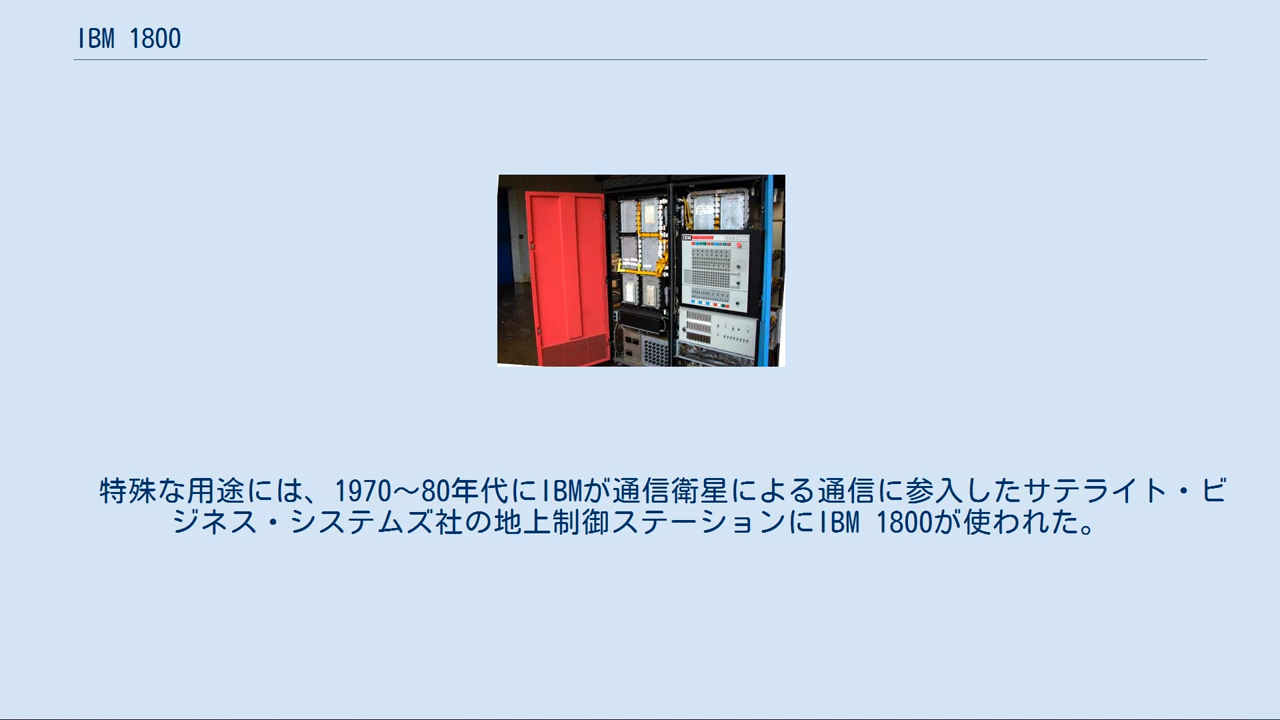 IBM 1800
IBM
特殊な用途には、1970～80年代にIBMが通信衛星による通信に参入したサテライト・ビ
ジネス・システムズ社の地上制御ステーションにIBM 1800が使われた。